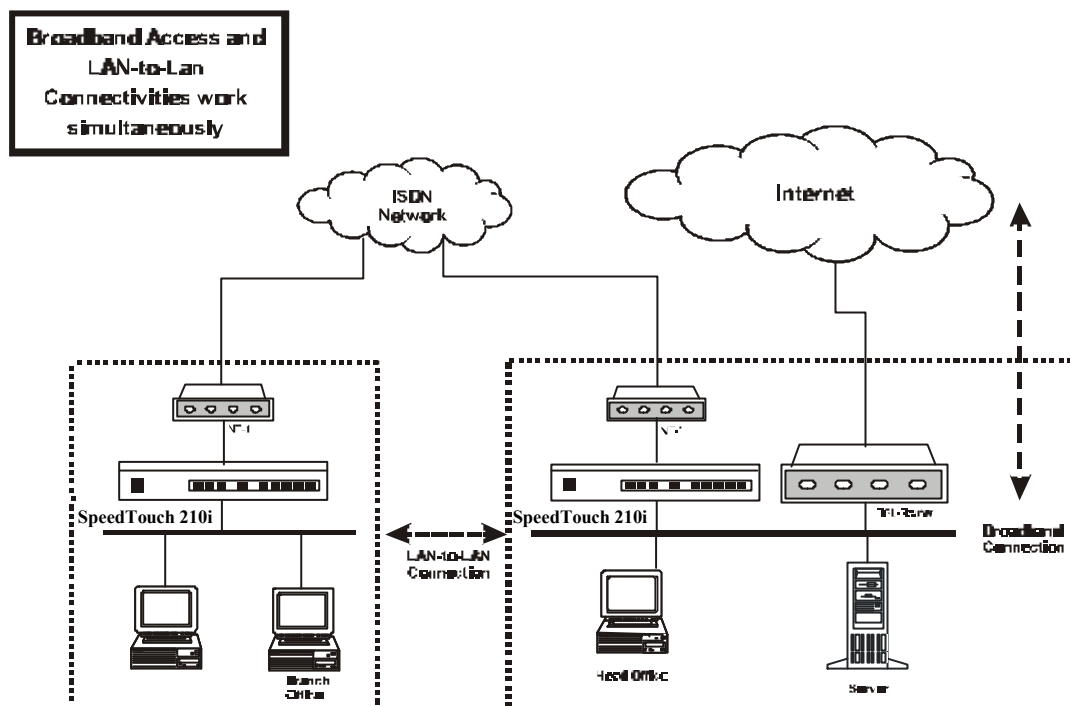 Broadband Access and
LAN-to-Lan
Connectivities work
simultaneously
ISDN
Network
Internet
SpeedTouch 210i
SpeedTouch 210i
LAN-to-LAN
Connection
Broadband
Connection
Branch
Office
Head Office
Server